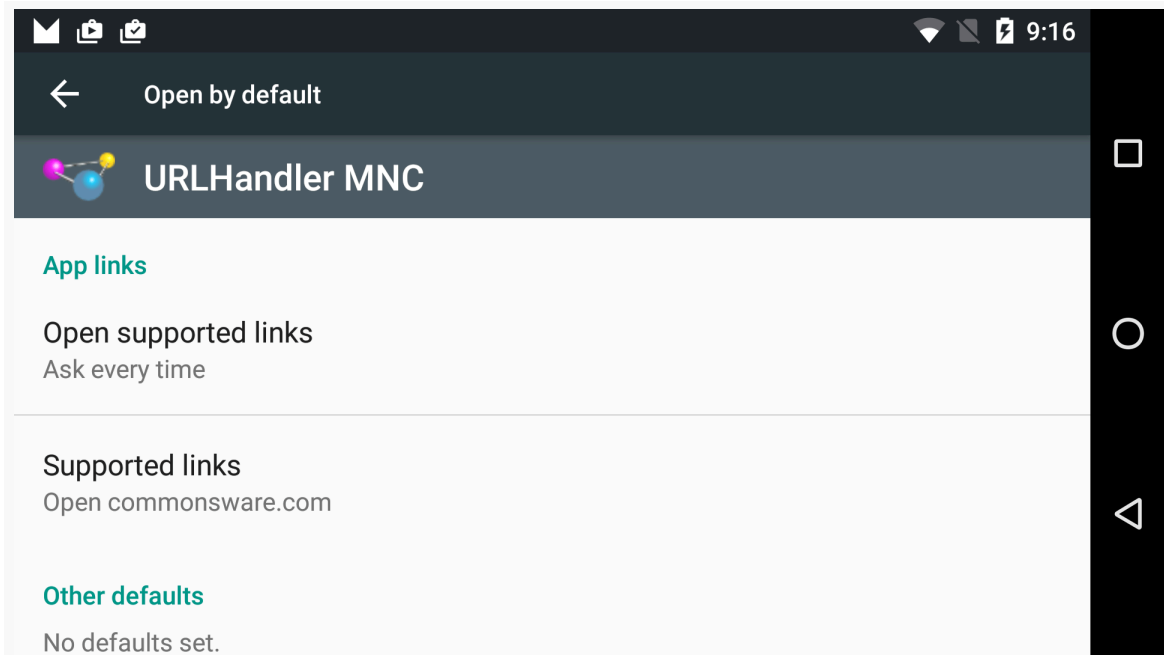 9:16
Open by default
URLHandler MNC
App links
Open supported links
Ask every time
Supported links
Open commonsware.com
Other defaults
No defaults set.